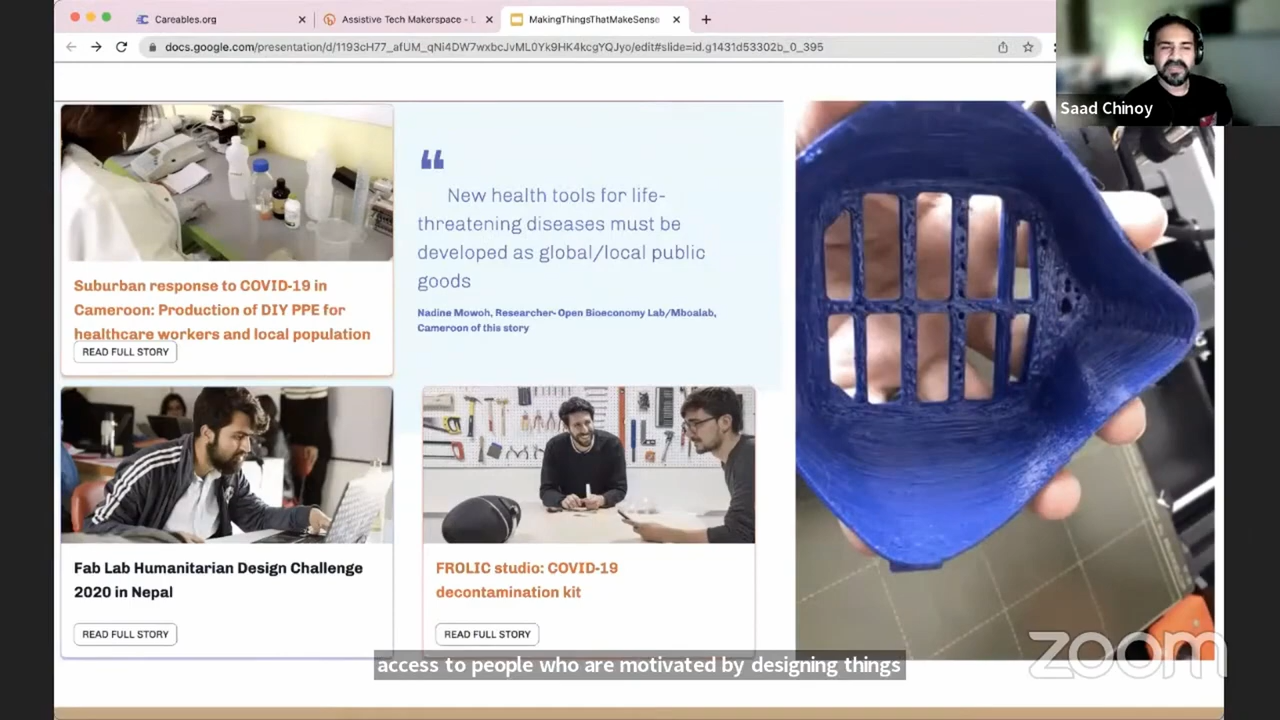 Careables.org
Assistive Tech Makerspace - L
MakingThingsThatMakeSense
docs.google.com/presentation/d/1193cH77_afUM_qNi4DW7wxbcJvML0Yk9HK4kcgYQJyo/edit#slide=id.g1431d53302b_0_395
Saad Chinoy
“
New health tools for life-
threatening diseases must be
developed as global/local public
goods
Nadine Mowoh, Researcher- Open Bioeconomy Lab/Mboalab,
Cameroon of this story
Suburban response to COVID-19 in
Cameroon: Production of DIY PPE for
healthcare workers and local population
READ FULL STORY
Fab Lab Humanitarian Design Challenge
2020 in Nepal
READ FULL STORY
FROLIC studio: COVID-19
decontamination kit
READ FULL STORY
access to people who are motivated by designing things
zoom